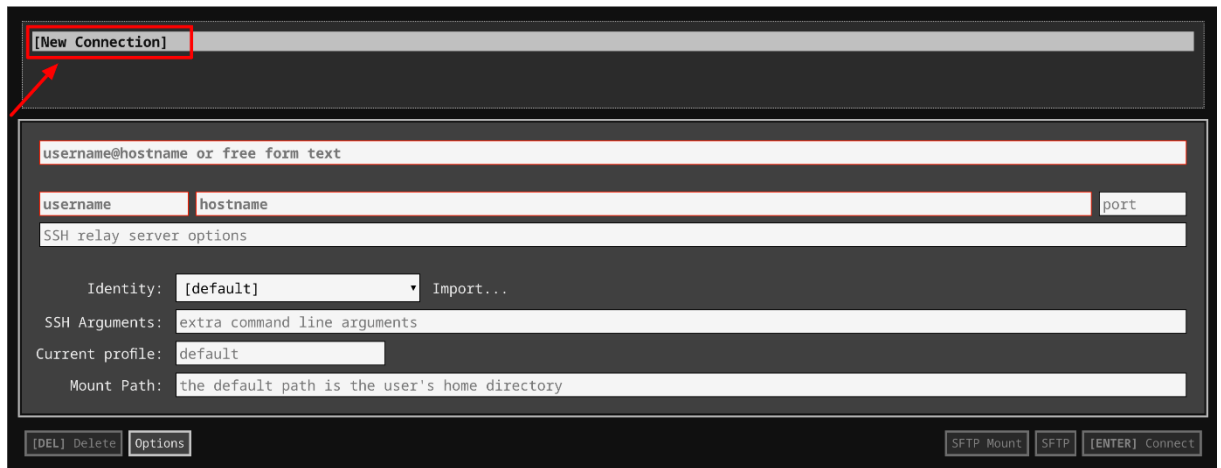 [New Connection]
username@hostname or free form text
username hostname port
SSH relay server options
Identity: [default] Import...
SSH Arguments: extra command line arguments
Current profile: default
Mount Path: the default path is the user's home directory
[DEL] Delete Options SFTP Mount SFTP [ENTER] Connect